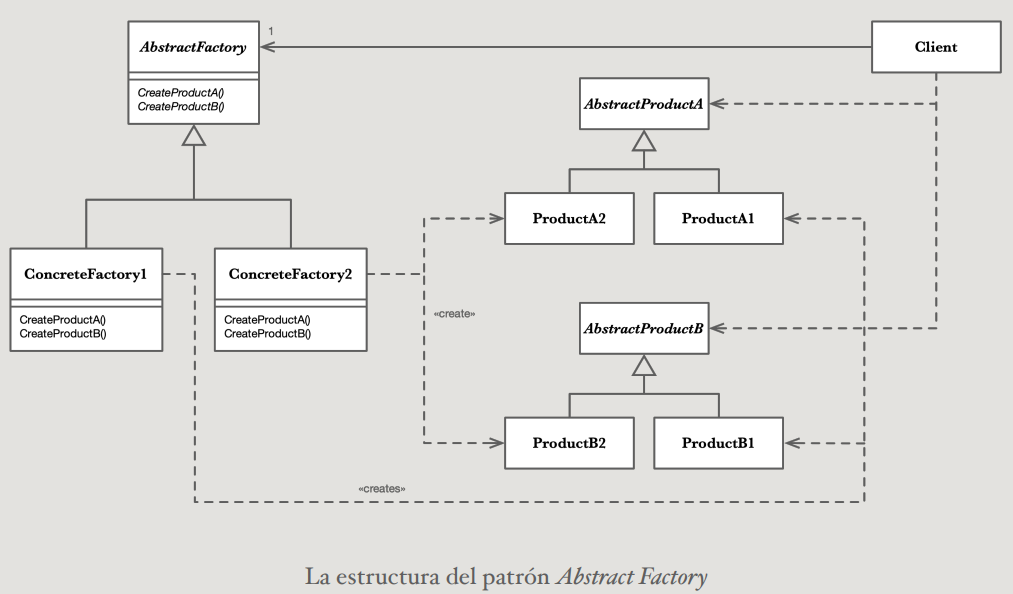 AbstractFactory
CreateProductA()
CreateProductB()
1
Client
AbstractProductA
ProductA2
ProductA1
ConcreteFactory1
CreateProductA()
CreateProductB()
ConcreteFactory2
CreateProductA()
CreateProductB()
«create»
AbstractProductB
ProductB2
ProductB1
«creates»
La estructura del patrón Abstract Factory